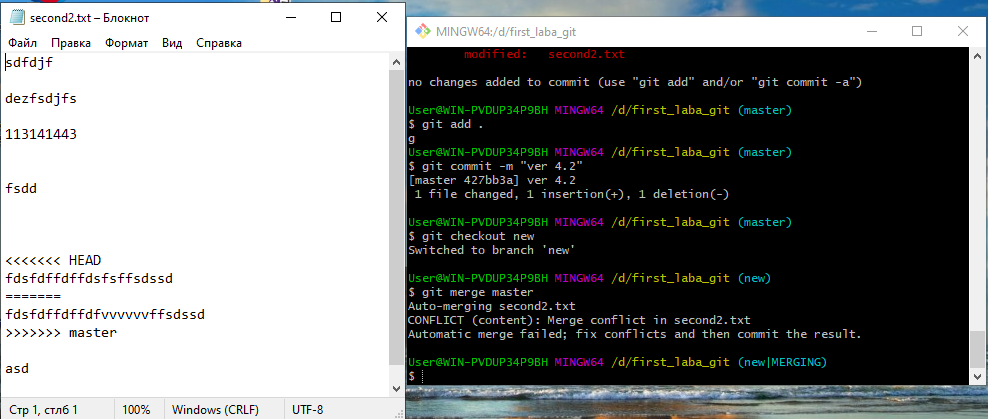 second2.txt – Блокнот
Файл Правка Формат Вид Справка
sdfdjf
dezfsdjfs
113141443
fsdd
<<<<<<< HEAD
fdsfdffdffdsfsffsdssd
=======
fdsfdffdffdfvvvvvvffsdssd
>>>>>>> master
asd
Стр 1, стлб 1 100% Windows (CRLF) UTF-8
MINGW64:/d/first_laba_git
modified: second2.txt
no changes added to commit (use "git add" and/or "git commit -a")
User@WIN-PVDUP34P9BH MINGW64 /d/first_laba_git (master)
$ git add .
g
User@WIN-PVDUP34P9BH MINGW64 /d/first_laba_git (master)
$ git commit -m "ver 4.2"
[master 427bb3a] ver 4.2
1 file changed, 1 insertion(+), 1 deletion(-)
User@WIN-PVDUP34P9BH MINGW64 /d/first_laba_git (master)
$ git checkout new
Switched to branch 'new'
User@WIN-PVDUP34P9BH MINGW64 /d/first_laba_git (new)
$ git merge master
Auto-merging second2.txt
CONFLICT (content): Merge conflict in second2.txt
Automatic merge failed; fix conflicts and then commit the result.
User@WIN-PVDUP34P9BH MINGW64 /d/first_laba_git (new|MERGING)
$